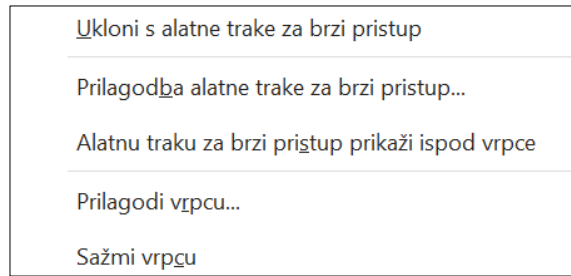 Ukloni s alatne trake za brzi pristup
Prilagodba alatne trake za brzi pristup...
Alatnu traku za brzi pristup prikaži ispod vrpce
Prilagodi vrpcu...
Sažmi vrpcu